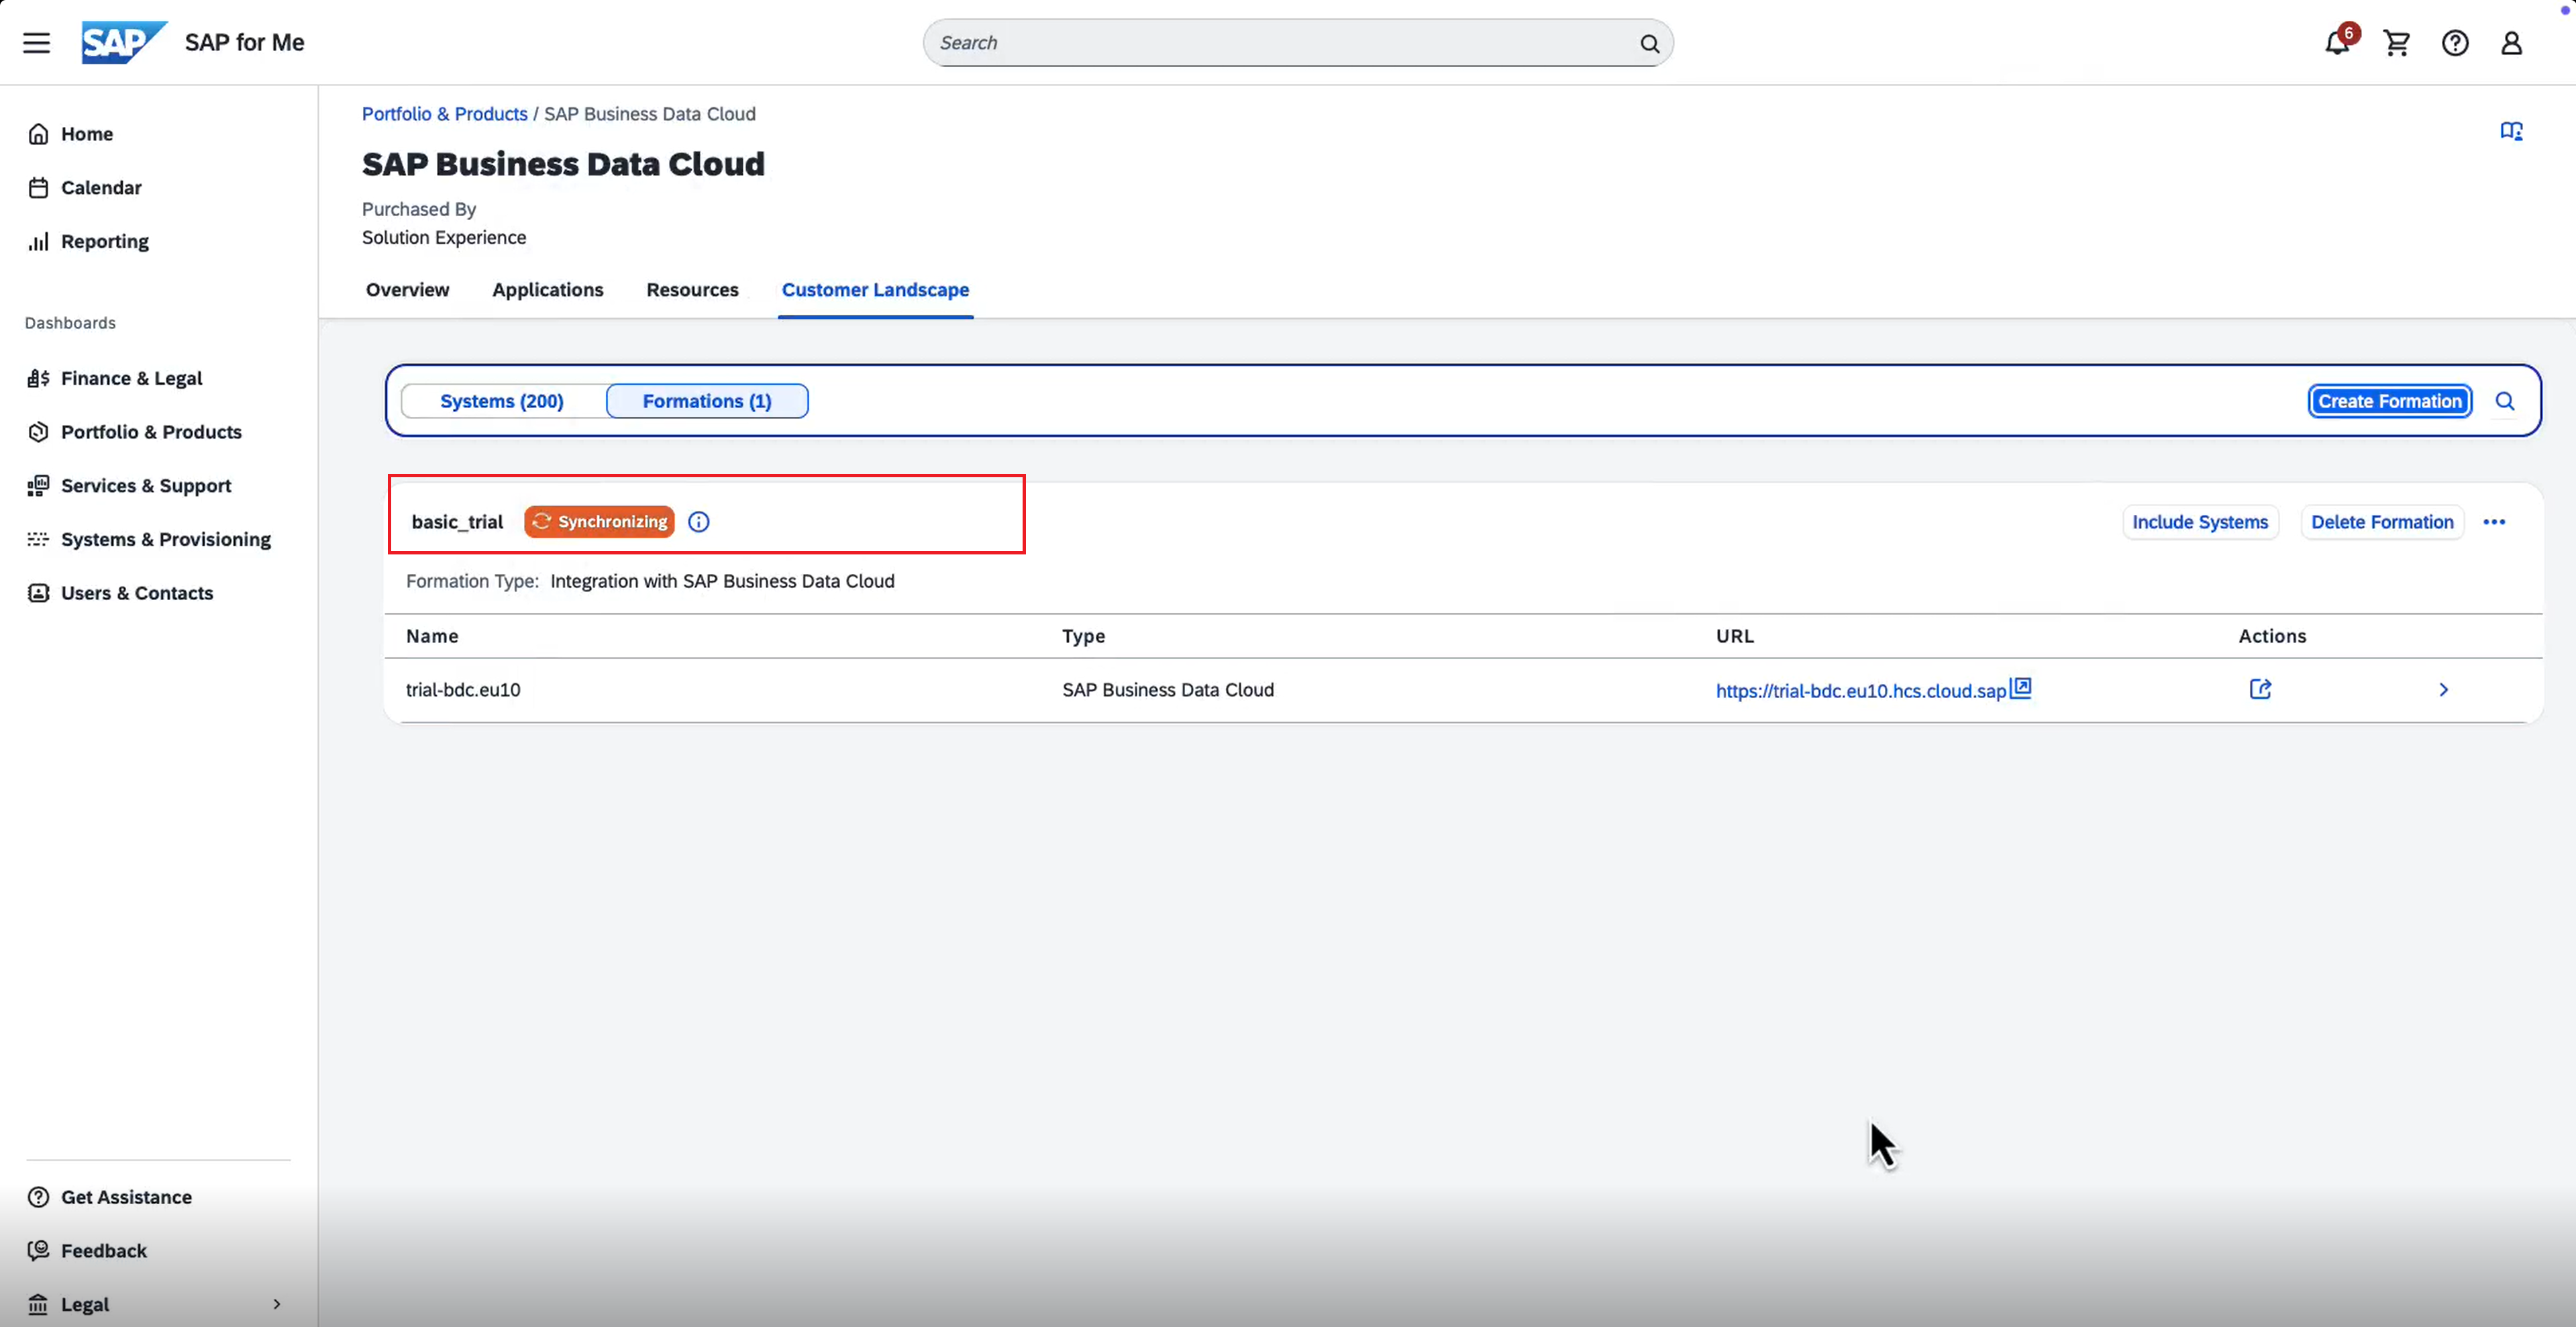 SAP SAP for Me
Search
6
Home
Calendar
Reporting
Dashboards
Finance & Legal
Portfolio & Products
Services & Support
Systems & Provisioning
Users & Contacts
Get Assistance
Feedback
Legal
Portfolio & Products / SAP Business Data Cloud
SAP Business Data Cloud
Purchased By
Solution Experience
Overview Applications Resources Customer Landscape
Systems (200) Formations (1) Create Formation
basic_trial Synchronizing Include Systems Delete Formation
Formation Type: Integration with SAP Business Data Cloud
Name Type URL Actions
trial-bdc.eu10 SAP Business Data Cloud https://trial-bdc.eu10.hcs.cloud.sap